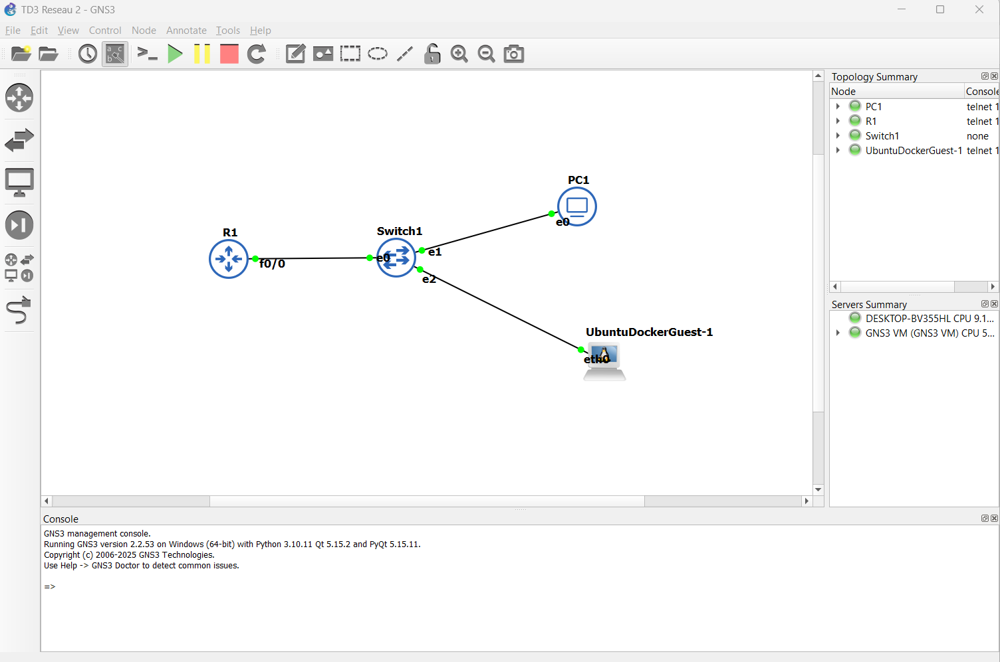 TD3 Reseau 2 - GNS3
File Edit View Control Node Annotate Tools Help
Topology Summary
Node Console
PC1 telnet 1
R1 telnet 1
Switch1 none
UbuntuDockerGuest-1 telnet 1
PC1
e0
R1
f0/0
Switch1
e0
e1
e2
UbuntuDockerGuest-1
eth0
Servers Summary
DESKTOP-BV355HL CPU 9.1...
GNS3 VM (GNS3 VM) CPU 5...
Console
GNS3 management console.
Running GNS3 version 2.2.53 on Windows (64-bit) with Python 3.10.11 Qt 5.15.2 and PyQt 5.15.11.
Copyright (c) 2006-2025 GNS3 Technologies.
Use Help -> GNS3 Doctor to detect common issues.
=>